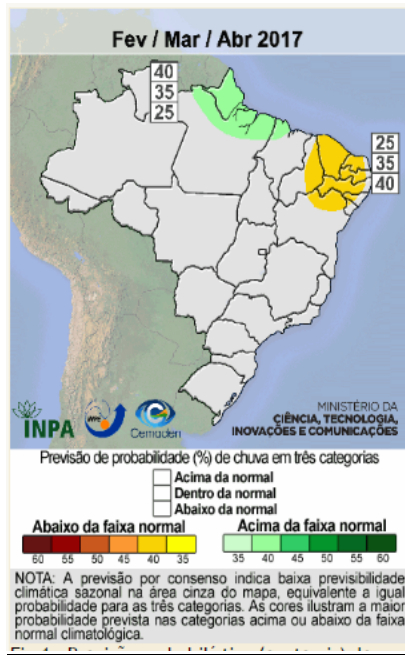 Fev / Mar / Abr 2017
40
35
25
25
35
40
INPA
Cemaden
MINISTÉRIO DA
CIÊNCIA, TECNOLOGIA,
INOVAÇÕES E COMUNICAÇÕES
Previsão de probabilidade (%) de chuva em três categorias
Acima da normal
Dentro da normal
Abaixo da normal
Abaixo da faixa normal
Acima da faixa normal
60 55 50 45 40 35
35 40 45 50 55 60
NOTA: A previsão por consenso indica baixa previsibilidade
climática sazonal na área cinza do mapa, equivalente a igual
probabilidade para as três categorias. As cores ilustram a maior
probabilidade prevista nas categorias acima ou abaixo da faixa
normal climatológica.